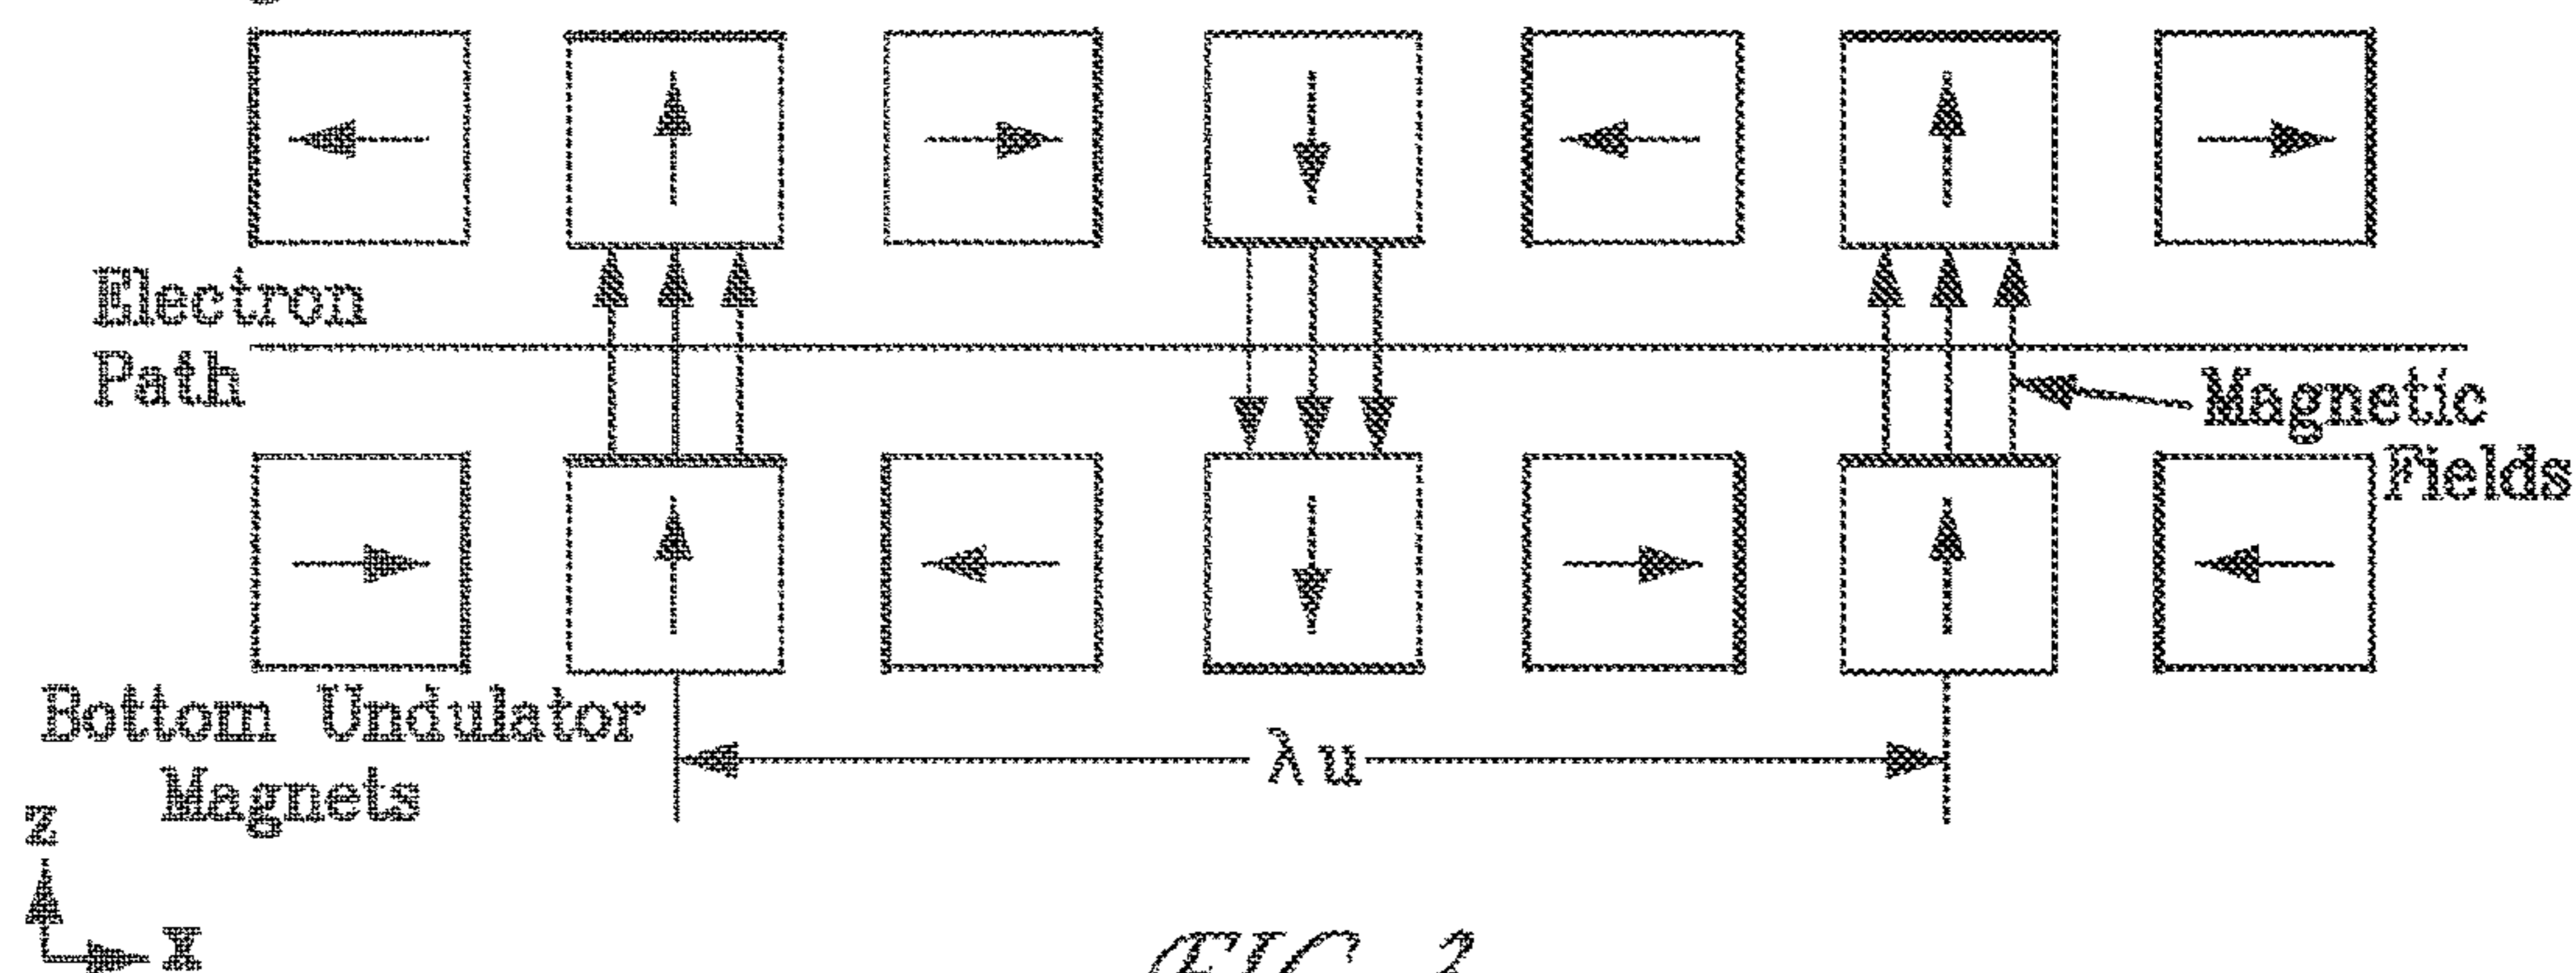 Electron
Path
Magnetic
Fields
Bottom Undulator
Magnets
λu
Z
X